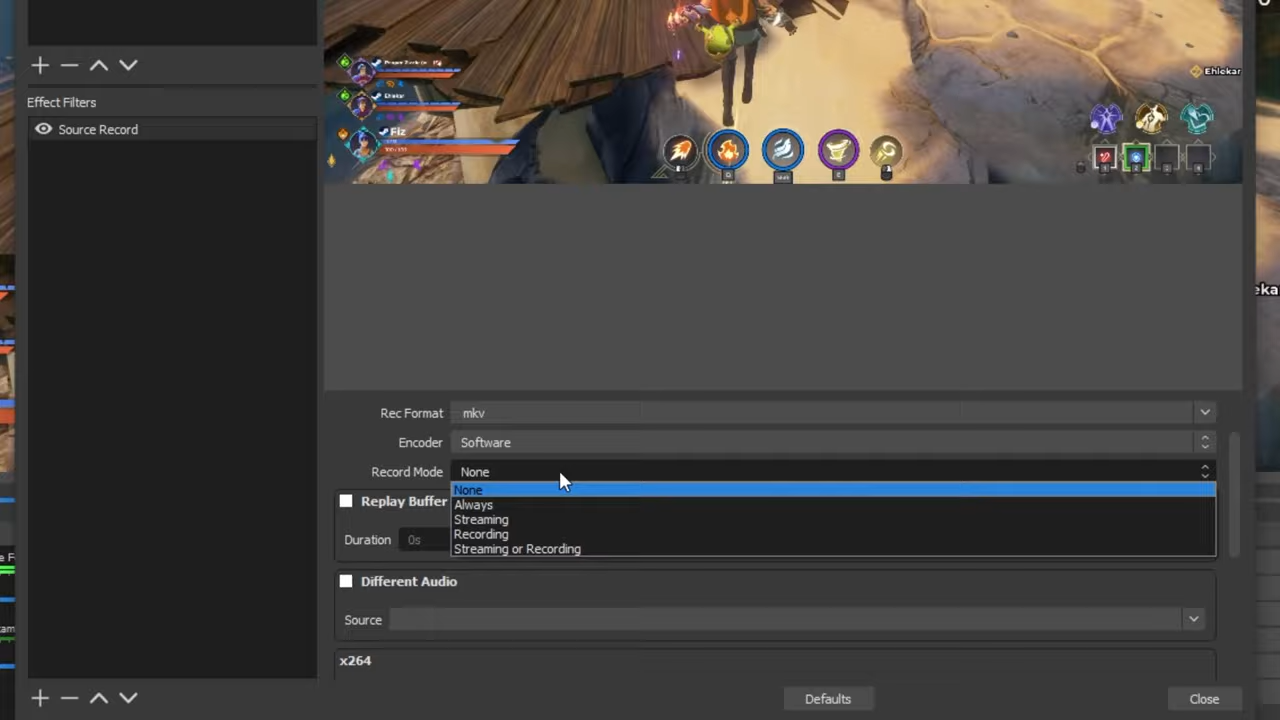 Ehlekar
Effect Filters
Source Record
Ehlekar
Fiz
Rec Format mkv
Encoder Software
Record Mode None
None
Always
Streaming
Recording
Streaming or Recording
Replay Buffer
Duration 0s
Different Audio
Source
x264
Defaults
Close